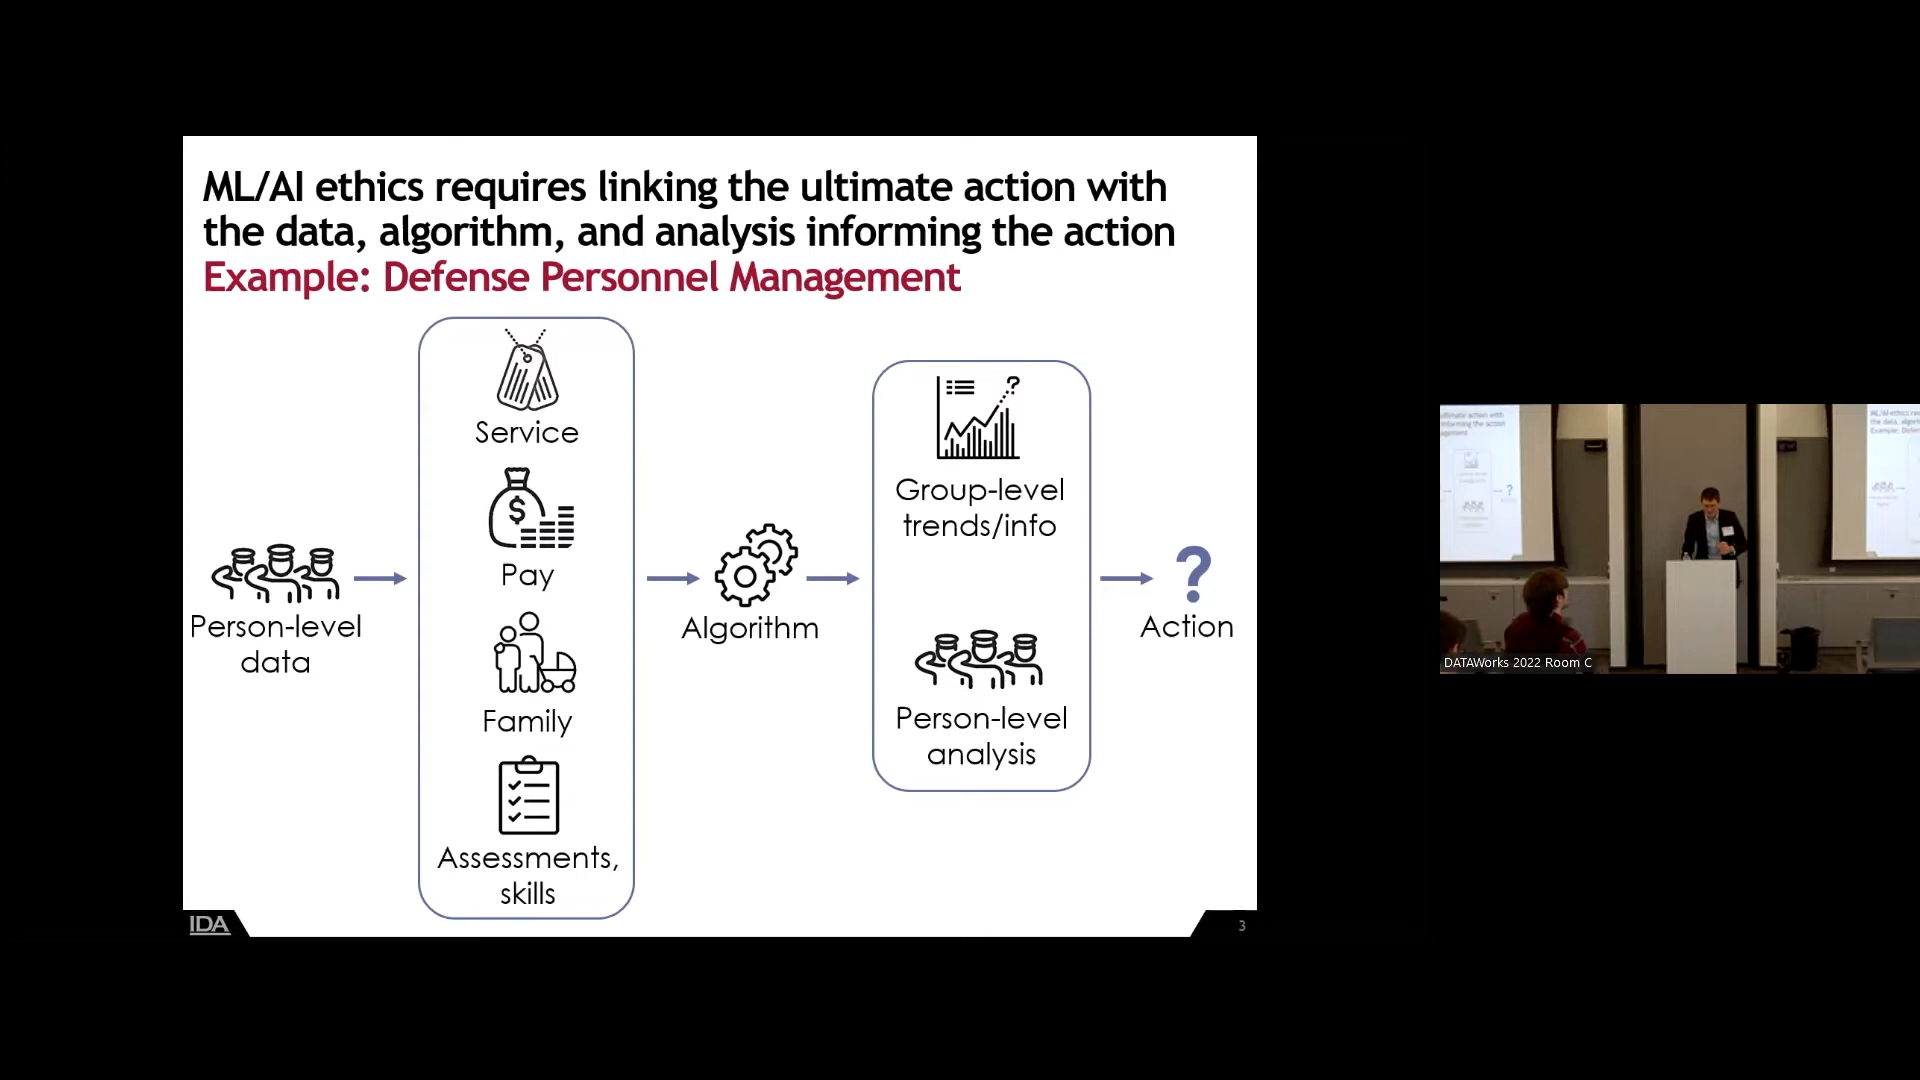 ML/AI ethics requires linking the ultimate action with
the data, algorithm, and analysis informing the action
Example: Defense Personnel Management
Person-level
data
Service
$
Pay
Family
Assessments,
skills
Algorithm
?
Group-level
trends/info
Person-level
analysis
?
Action
IDA
3
DATAWorks 2022 Room C